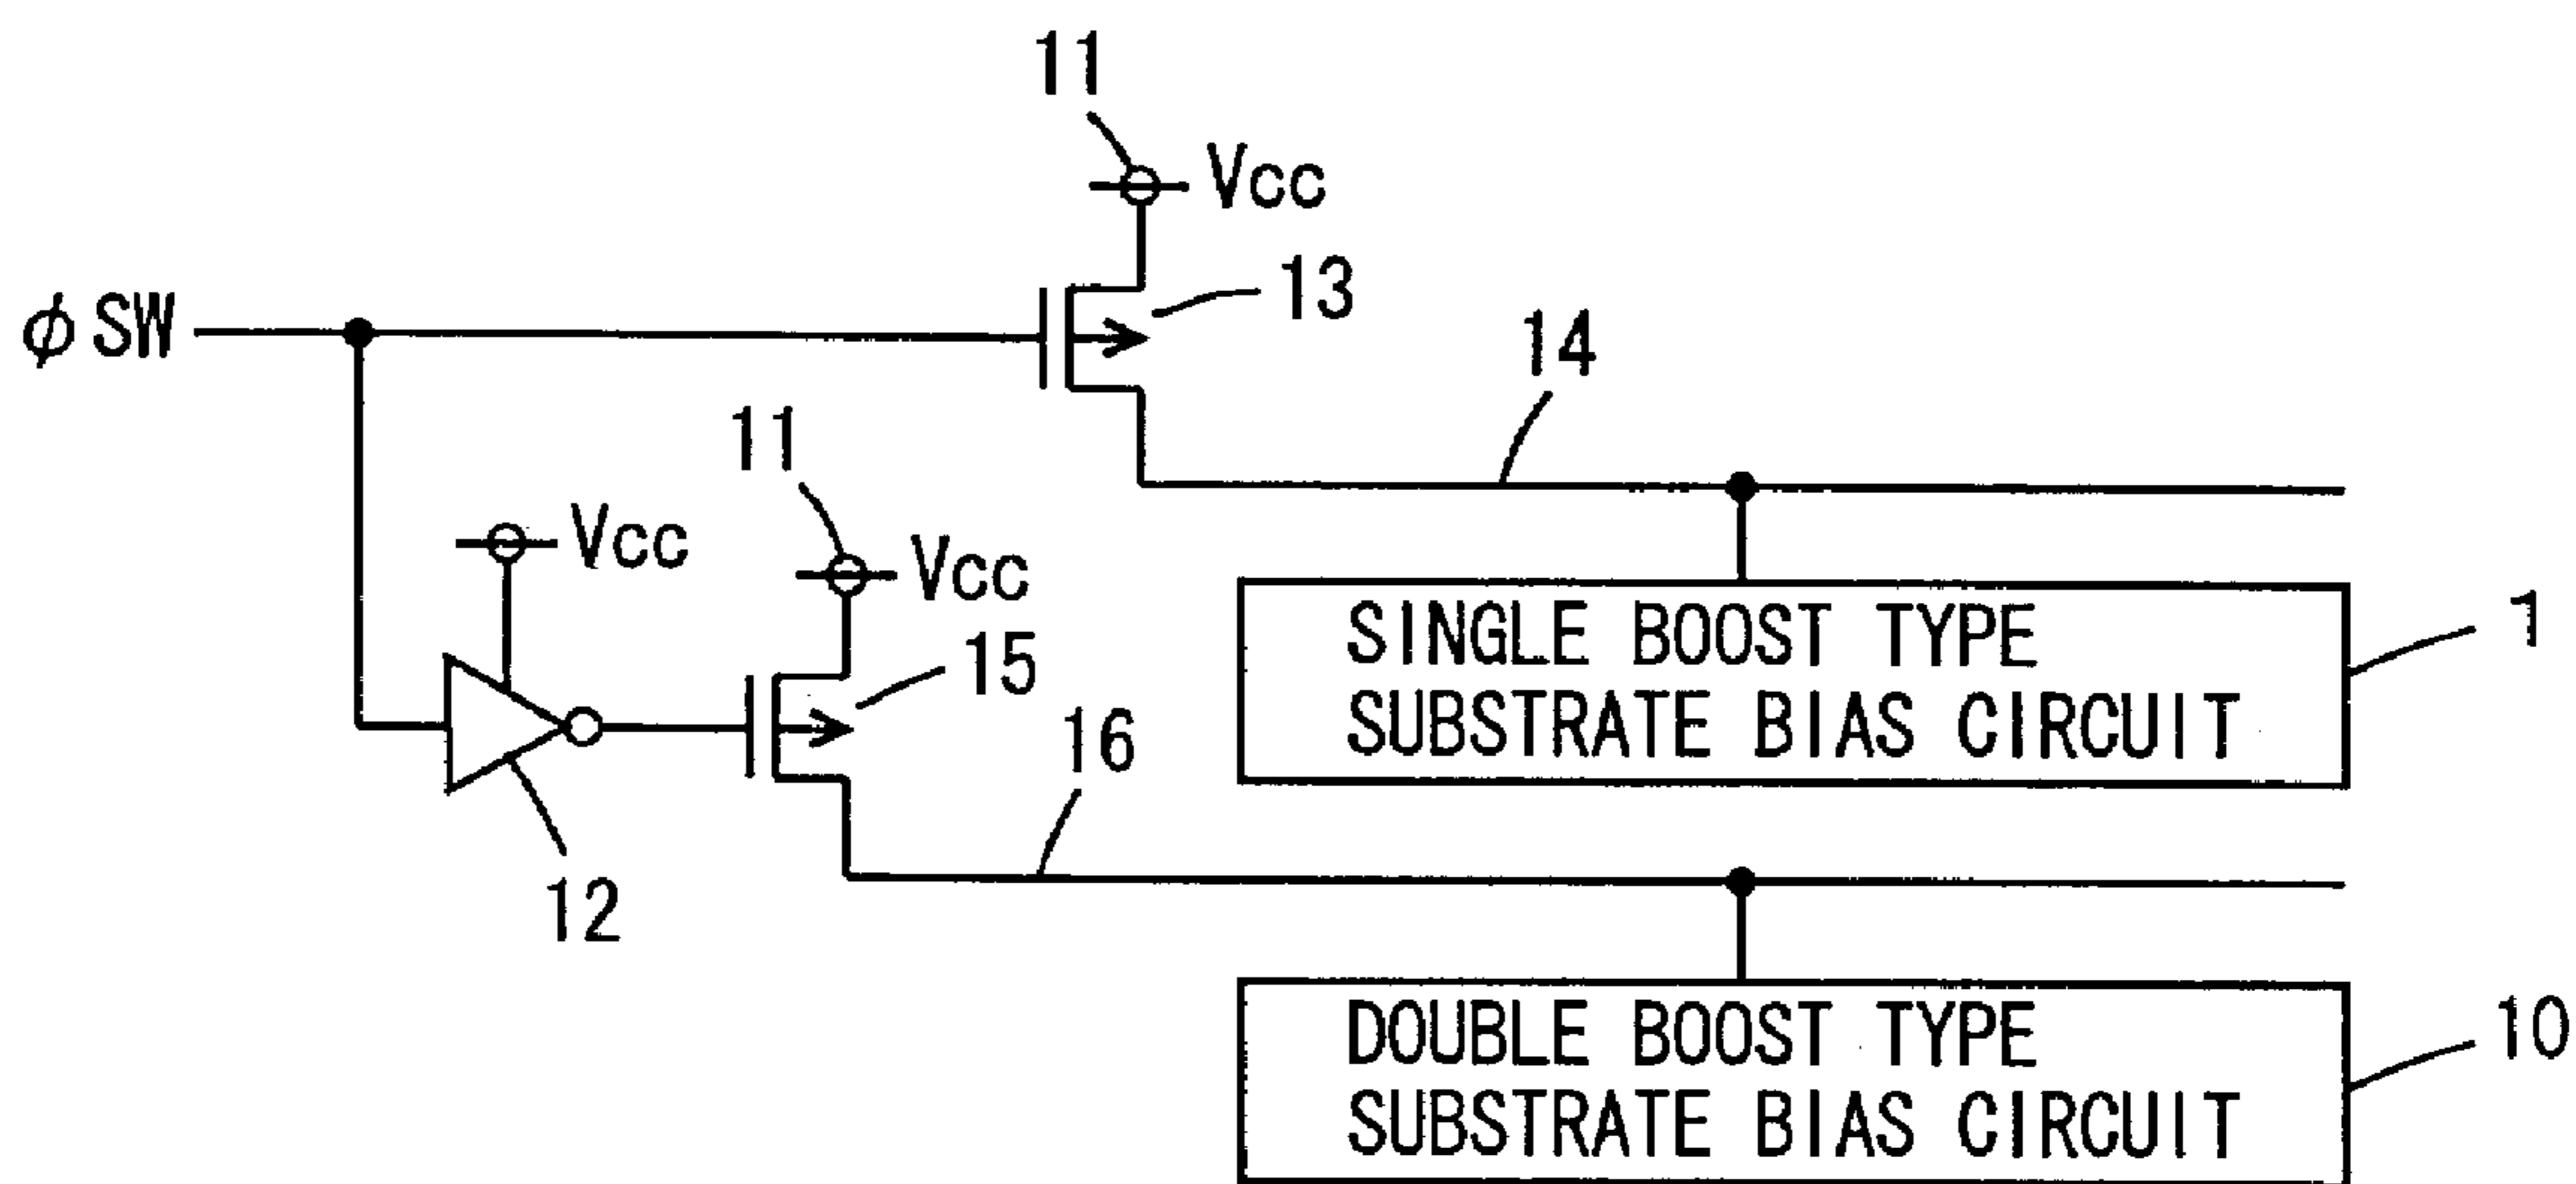 11
Vcc
13
φSW
14
11
Vcc
Vcc
15
16
12
SINGLE BOOST TYPE
SUBSTRATE BIAS CIRCUIT
1
DOUBLE BOOST TYPE
SUBSTRATE BIAS CIRCUIT
10